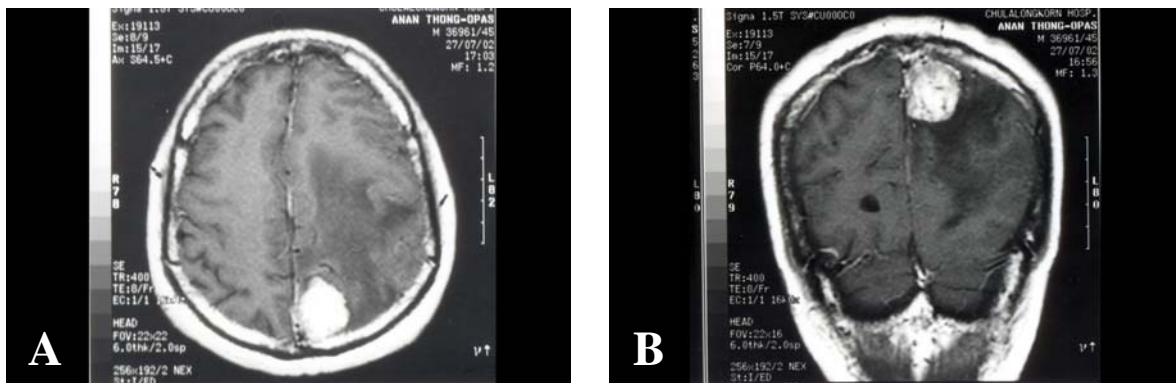 Signa 1.5T SYS#CU00OC0
Ex:19113
Se:8/9
Im:15/17
Ax S64.5+C
CHULALONGKORN HOSP.
ANAN THONG-OPAS
M 36961/45
27/07/02
17:03
MF: 1.2
R
7
8
L
8
2
SE
TR:400
TE:8/Fr
EC:1/1
HEAD
FOV:22x22
6.0thk/2.0sp
256x192/2 NEX
St:I/ED
A
Signa 1.5T SYS#CU00OC0
Ex:19113
Se:7/9
Im:15/17
Cor P64.0+C
CHULALONGKORN HOSP.
ANAN THONG-OPAS
M 36961/45
27/07/02
16:56
MF: 1.3
R
7
9
L
8
0
SE
TR:400
TE:8/Fr
EC:1/1
HEAD
FOV:22x16
6.0thk/2.0sp
256x192/2 NEX
St:I/ED
B